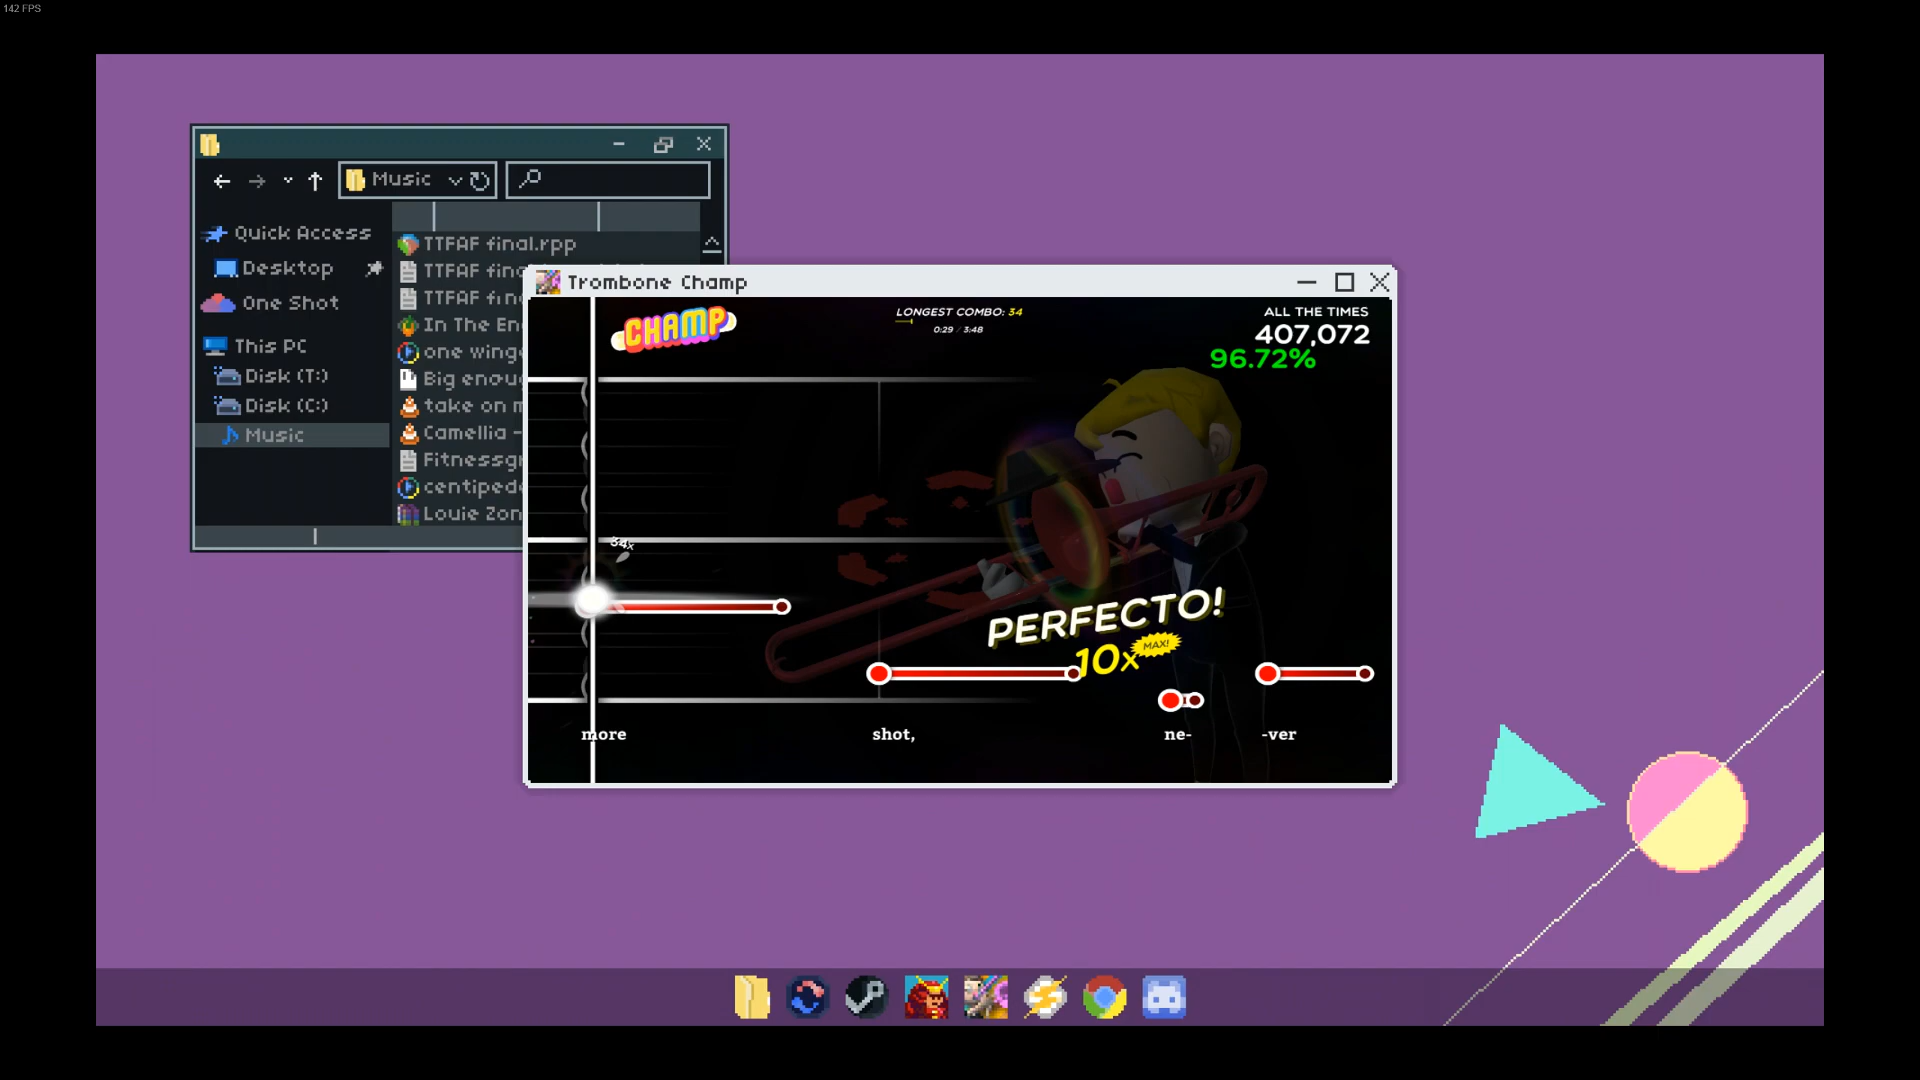 142 FPS
Music
Quick Access
Desktop
One Shot
This PC
Disk (T:)
Disk (C:)
Music
TTFAF final.rpp
TTFAF fin
TTFAF fin
In The En
one wing
Big enou
take on m
Camellia -
Fitnessgr
centiped
Louie Zon
Trombone Champ
CHAMP
LONGEST COMBO: 34
0:29 / 3:48
ALL THE TIMES
407,072
96.72%
34x
PERFECTO!
10x MAX!
more shot, ne- -ver